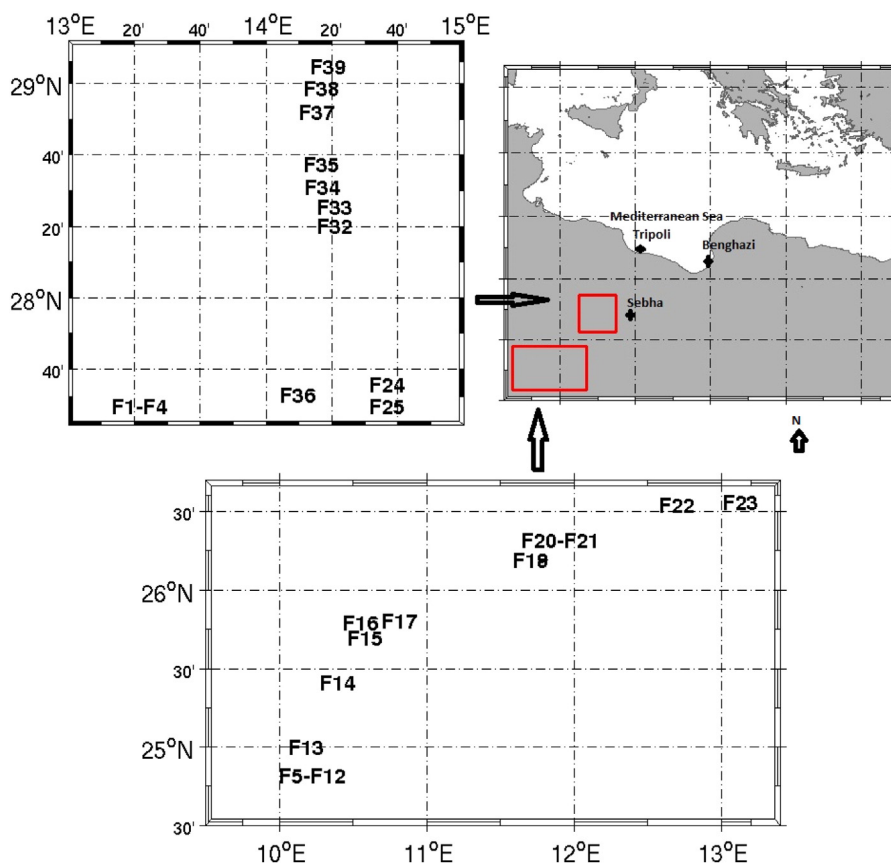 13°E 20' 40' 14°E 20' 40' 15°E
F39
29°N
F38
F37
40'
F35
F34
F33
20'
F32
28°N
40'
F24
F36
F1-F4
F25
Mediterranean Sea
Tripoli
Benghazi
Sebha
N
30'
F22
F23
F20-F21
26°N
F16
F17
F15
30'
F14
25°N
F13
F5-F12
30'
10°E 11°E 12°E 13°E